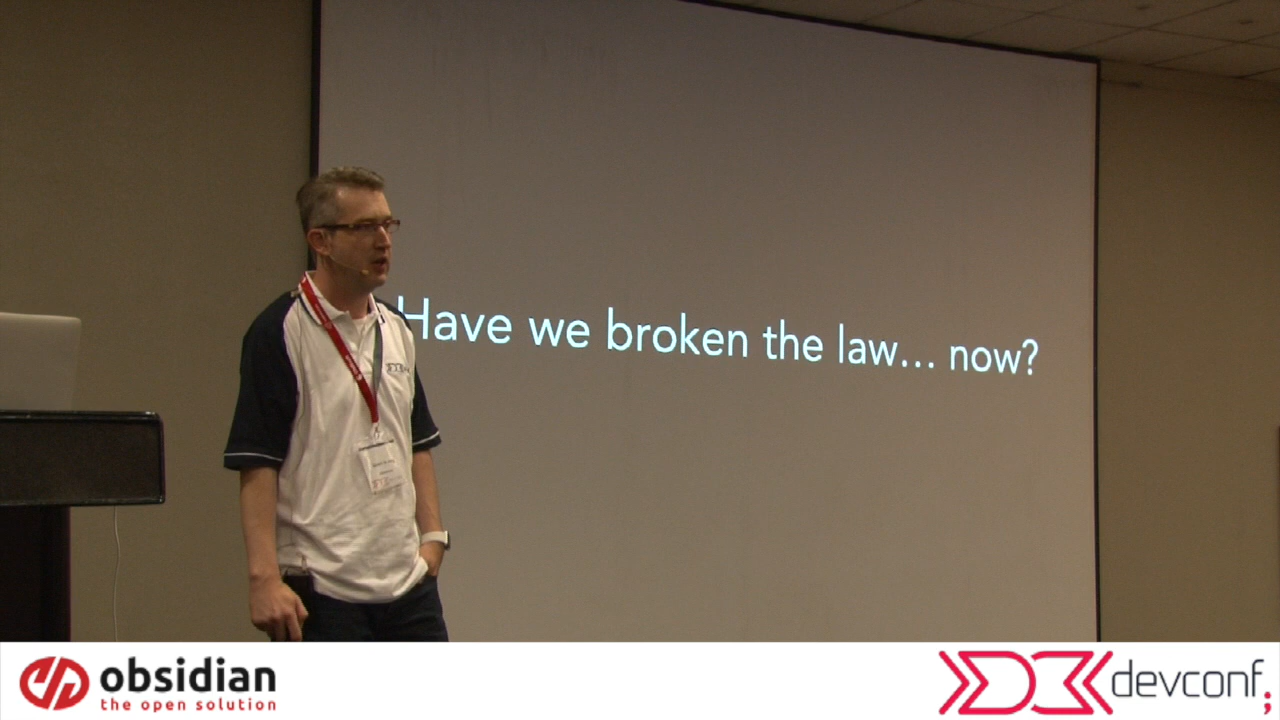 Have we broken the law... now?
obsidian
the open solution
devconf;